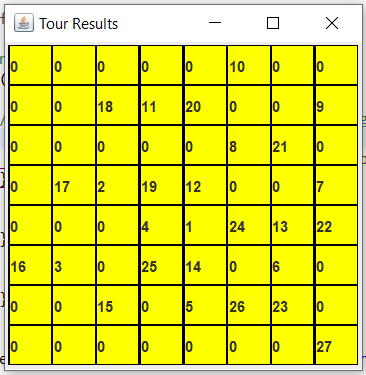 Tour Results
0 0 0 0 0 10 0 0
0 0 18 11 20 0 0 9
0 0 0 0 0 8 21 0
0 17 2 19 12 0 0 7
0 0 0 4 1 24 13 22
16 3 0 25 14 0 6 0
0 0 15 0 5 26 23 0
0 0 0 0 0 0 0 27